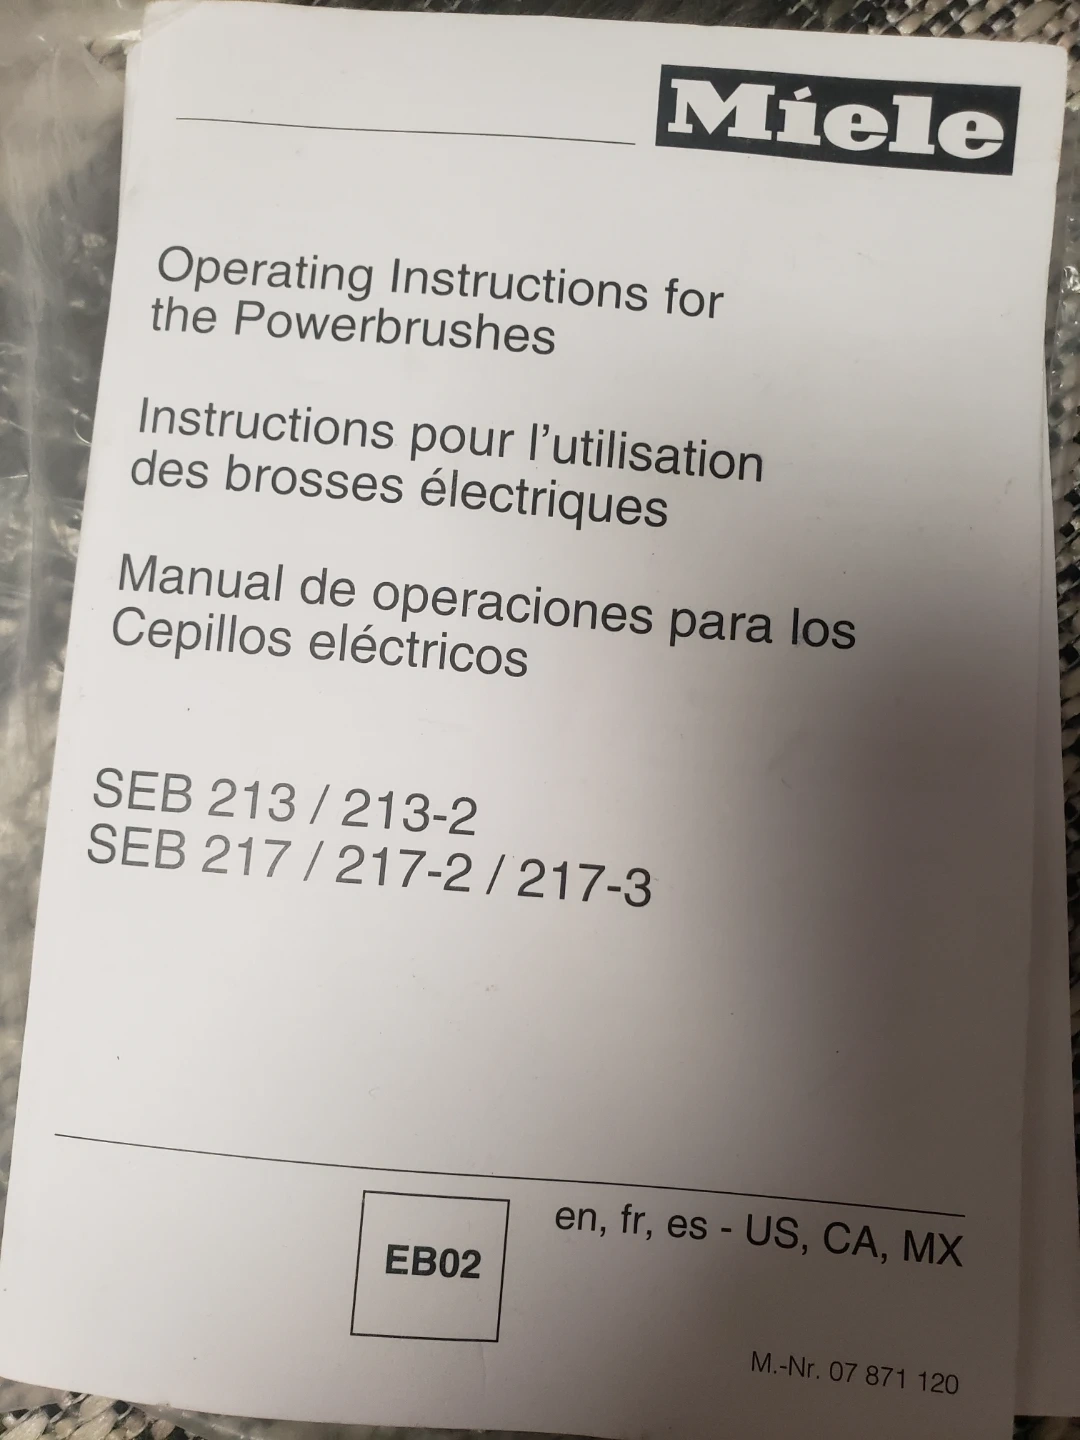 Miele
Operating Instructions for
the Powerbrushes
Instructions pour l'utilisation
des brosses électriques
Manual de operaciones para los
Cepillos eléctricos
SEB 213 / 213-2
SEB 217 / 217-2 / 217-3
en, fr, es - US, CA, MX
EB02
M.-Nr. 07 871 120